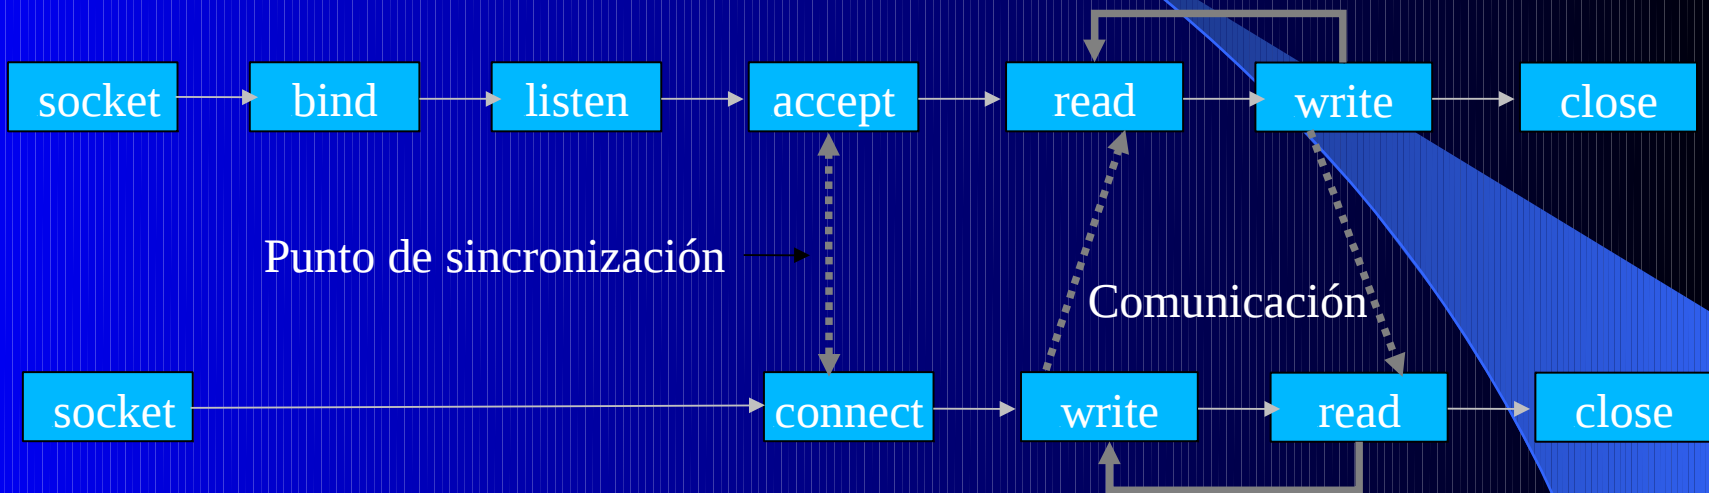 socket
bind
listen
accept
read
write
close
Punto de sincronización
Comunicación
socket
connect
write
read
close